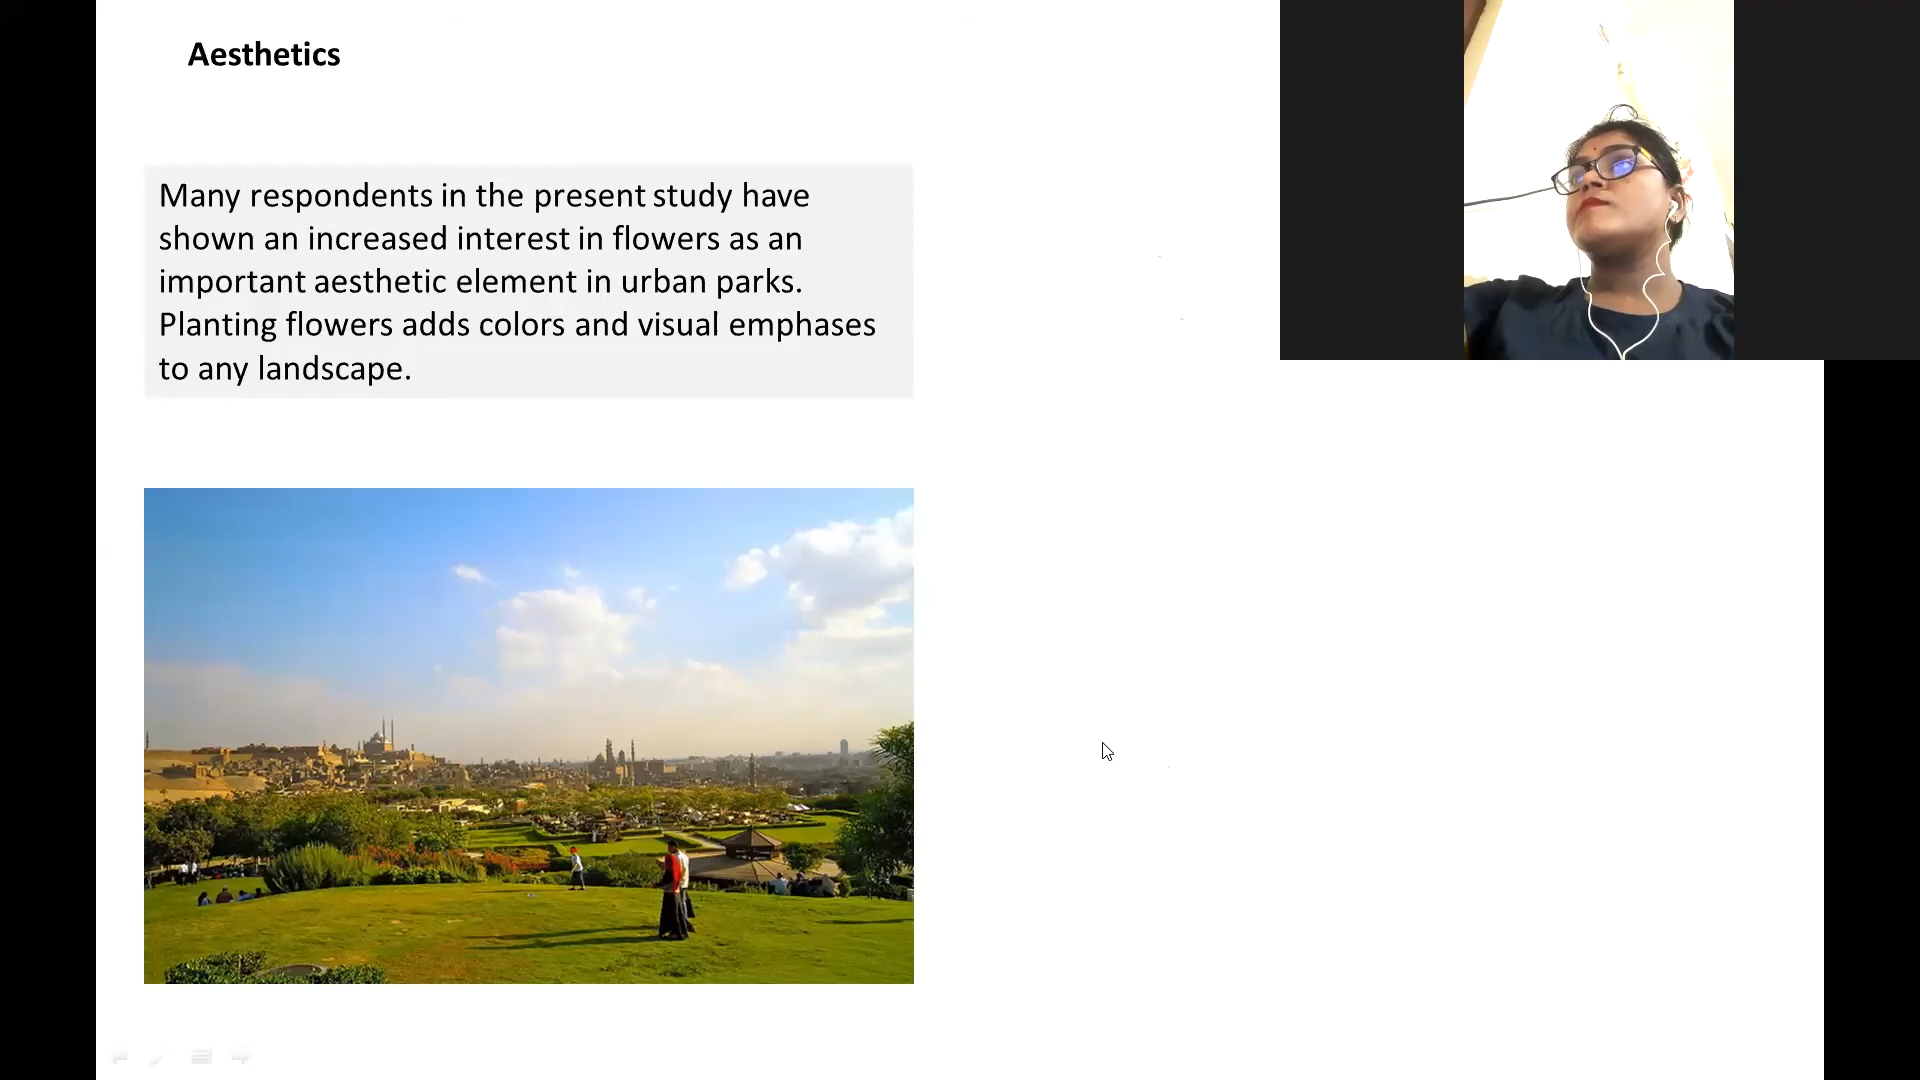 Aesthetics
Many respondents in the present study have
shown an increased interest in flowers as an
important aesthetic element in urban parks.
Planting flowers adds colors and visual emphases
to any landscape.